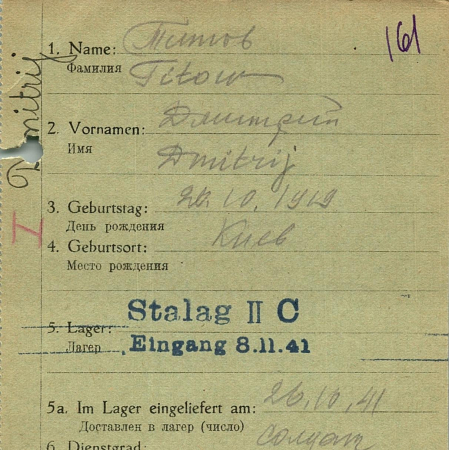 161
Dmitrij
1. Name: Титов
Фамилия Titow
2. Vornamen: Дмитрий
Имя Dmitrij
3. Geburtstag: 26.10.1919
День рождения
4. Geburtsort: Киев
Место рождения
I
Stalag II C
5. Lager:
Лагер Eingang 8.11.41
5a. Im Lager eingeliefert am: 26.10.41
Доставлен в лагер (число)
6. Dienstgrad: солдат